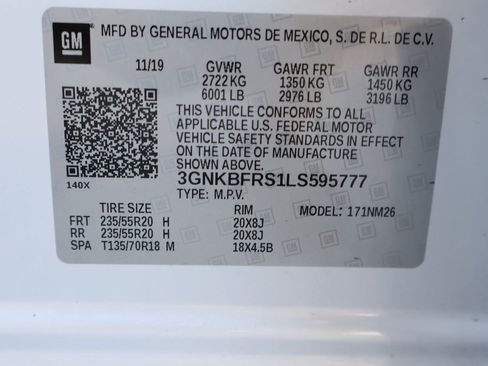 GM
MFD BY GENERAL MOTORS DE MEXICO, S. DE R.L. DE C.V.
11/19 GVWR GAWR FRT GAWR RR
2722 KG 1350 KG 1450 KG
6001 LB 2976 LB 3196 LB
THIS VEHICLE CONFORMS TO ALL
APPLICABLE U.S. FEDERAL MOTOR
VEHICLE SAFETY STANDARDS IN EFFECT
ON THE DATE OF MANUFACTURE
SHOWN ABOVE.
140X
3GNKBFRS1LS595777
TYPE: M.P.V.
TIRE SIZE RIM MODEL: 171NM26
FRT 235/55R20 H 20X8J
RR 235/55R20 H 20X8J
SPA T135/70R18 M 18X4.5B